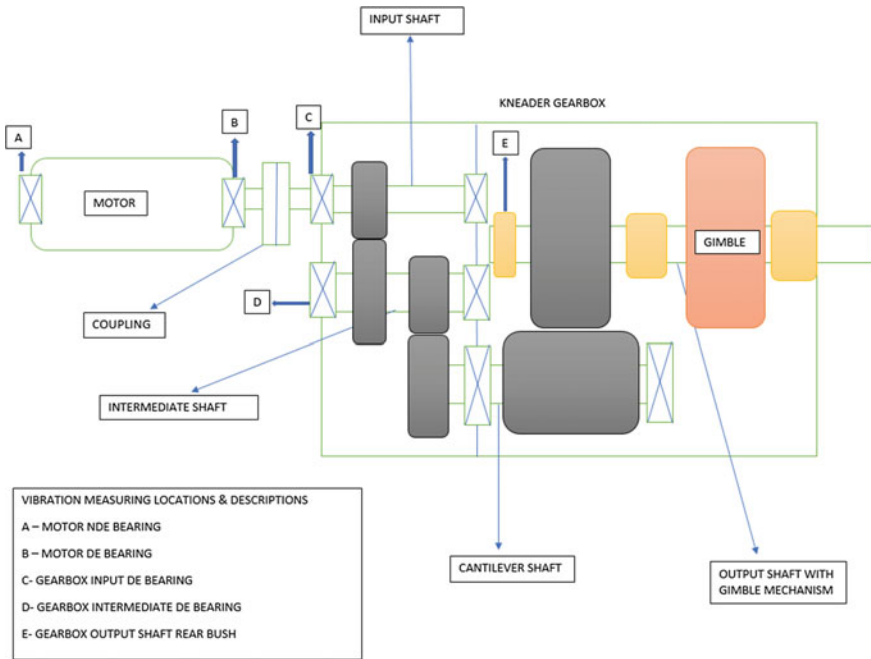 INPUT SHAFT
KNEADER GEARBOX
A
B
C
E
MOTOR
GIMBLE
D
COUPLING
INTERMEDIATE SHAFT
CANTILEVER SHAFT
OUTPUT SHAFT WITH
GIMBLE MECHANISM
VIBRATION MEASURING LOCATIONS & DESCRIPTIONS
A – MOTOR NDE BEARING
B – MOTOR DE BEARING
C- GEARBOX INPUT DE BEARING
D- GEARBOX INTERMEDIATE DE BEARING
E- GEARBOX OUTPUT SHAFT REAR BUSH